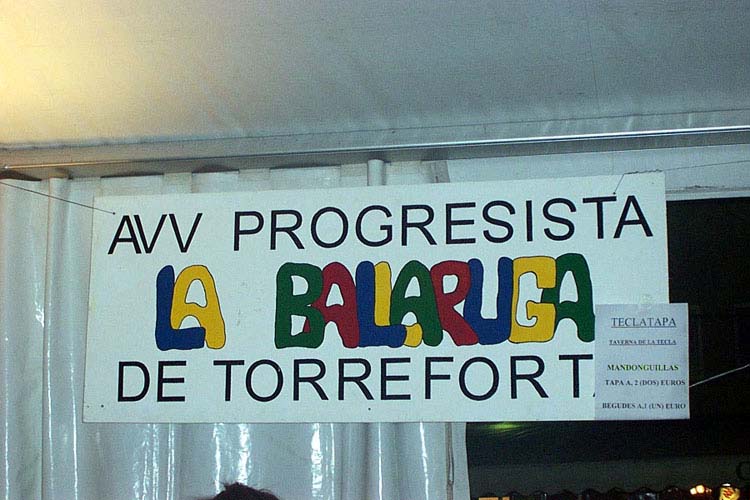 AVV PROGRESISTA
LA BALLARUGA
DE TORREFORTA
TECLATAPA
TAVERNA DE LA TECLA
MANDONGUILLAS
TAPA A, 2 (DOS) EUROS
BEGUDES A,1 (UN) EURO